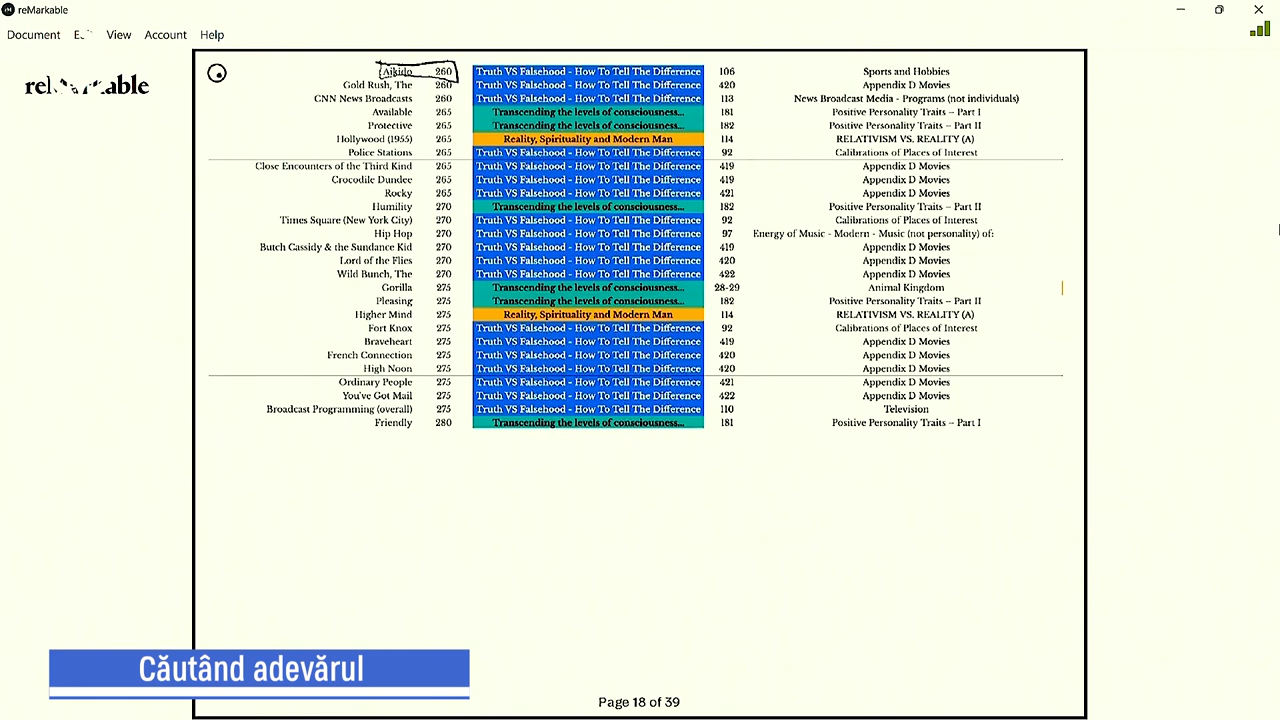 reMarkable
Document View Account Help
Aikido 260 Truth VS Falsehood - How To Tell The Difference 106 Sports and Hobbies
Gold Rush, The 260 Truth VS Falsehood - How To Tell The Difference 420 Appendix D Movies
CNN News Broadcasts 260 Truth VS Falsehood - How To Tell The Difference 113 News Broadcast Media - Programs (not individuals)
Available 265 Transcending the levels of consciousness... 181 Positive Personality Traits – Part I
Protective 265 Transcending the levels of consciousness... 182 Positive Personality Traits – Part II
Hollywood (1955) 265 Reality, Spirituality and Modern Man 114 RELATIVISM VS. REALITY (A)
Police Stations 265 Truth VS Falsehood - How To Tell The Difference 92 Calibrations of Places of Interest
Close Encounters of the Third Kind 265 Truth VS Falsehood - How To Tell The Difference 419 Appendix D Movies
Crocodile Dundee 265 Truth VS Falsehood - How To Tell The Difference 419 Appendix D Movies
Rocky 265 Truth VS Falsehood - How To Tell The Difference 421 Appendix D Movies
Humility 270 Transcending the levels of consciousness... 182 Positive Personality Traits – Part II
Times Square (New York City) 270 Truth VS Falsehood - How To Tell The Difference 92 Calibrations of Places of Interest
Hip Hop 270 Truth VS Falsehood - How To Tell The Difference 97 Energy of Music - Modern - Music (not personality) of:
Butch Cassidy & the Sundance Kid 270 Truth VS Falsehood - How To Tell The Difference 419 Appendix D Movies
Lord of the Flies 270 Truth VS Falsehood - How To Tell The Difference 420 Appendix D Movies
Wild Bunch, The 270 Truth VS Falsehood - How To Tell The Difference 422 Appendix D Movies
Gorilla 275 Transcending the levels of consciousness... 28-29 Animal Kingdom
Pleasing 275 Transcending the levels of consciousness... 182 Positive Personality Traits – Part II
Higher Mind 275 Reality, Spirituality and Modern Man 114 RELATIVISM VS. REALITY (A)
Fort Knox 275 Truth VS Falsehood - How To Tell The Difference 92 Calibrations of Places of Interest
Braveheart 275 Truth VS Falsehood - How To Tell The Difference 419 Appendix D Movies
French Connection 275 Truth VS Falsehood - How To Tell The Difference 420 Appendix D Movies
High Noon 275 Truth VS Falsehood - How To Tell The Difference 420 Appendix D Movies
Ordinary People 275 Truth VS Falsehood - How To Tell The Difference 421 Appendix D Movies
You've Got Mail 275 Truth VS Falsehood - How To Tell The Difference 422 Appendix D Movies
Broadcast Programming (overall) 275 Truth VS Falsehood - How To Tell The Difference 110 Television
Friendly 280 Transcending the levels of consciousness... 181 Positive Personality Traits – Part I
Căutând adevărul
Page 18 of 39